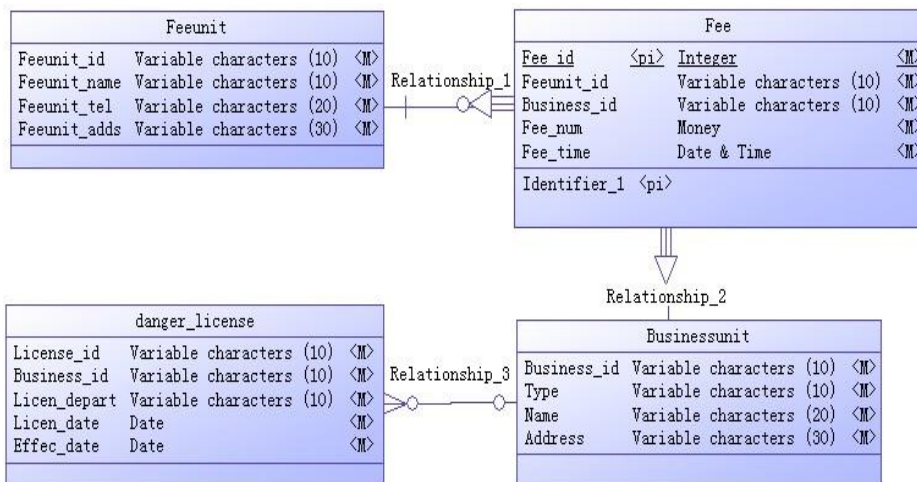 Feeunit
Feeunit_id Variable characters (10) <M>
Feeunit_name Variable characters (10) <M>
Feeunit_tel Variable characters (20) <M>
Feeunit_adds Variable characters (30) <M>
Relationship_1
Fee
Fee_id <pi> Integer <M>
Feeunit_id Variable characters (10) <M>
Business_id Variable characters (10) <M>
Fee_num Money <M>
Fee_time Date & Time <M>
Identifier_1 <pi>
Relationship_2
danger_license
License_id Variable characters (10) <M>
Business_id Variable characters (10) <M>
Licen_depart Variable characters (10) <M>
Licen_date Date <M>
Effec_date Date <M>
Relationship_3
Businessunit
Business_id Variable characters (10) <M>
Type Variable characters (10) <M>
Name Variable characters (20) <M>
Address Variable characters (30) <M>